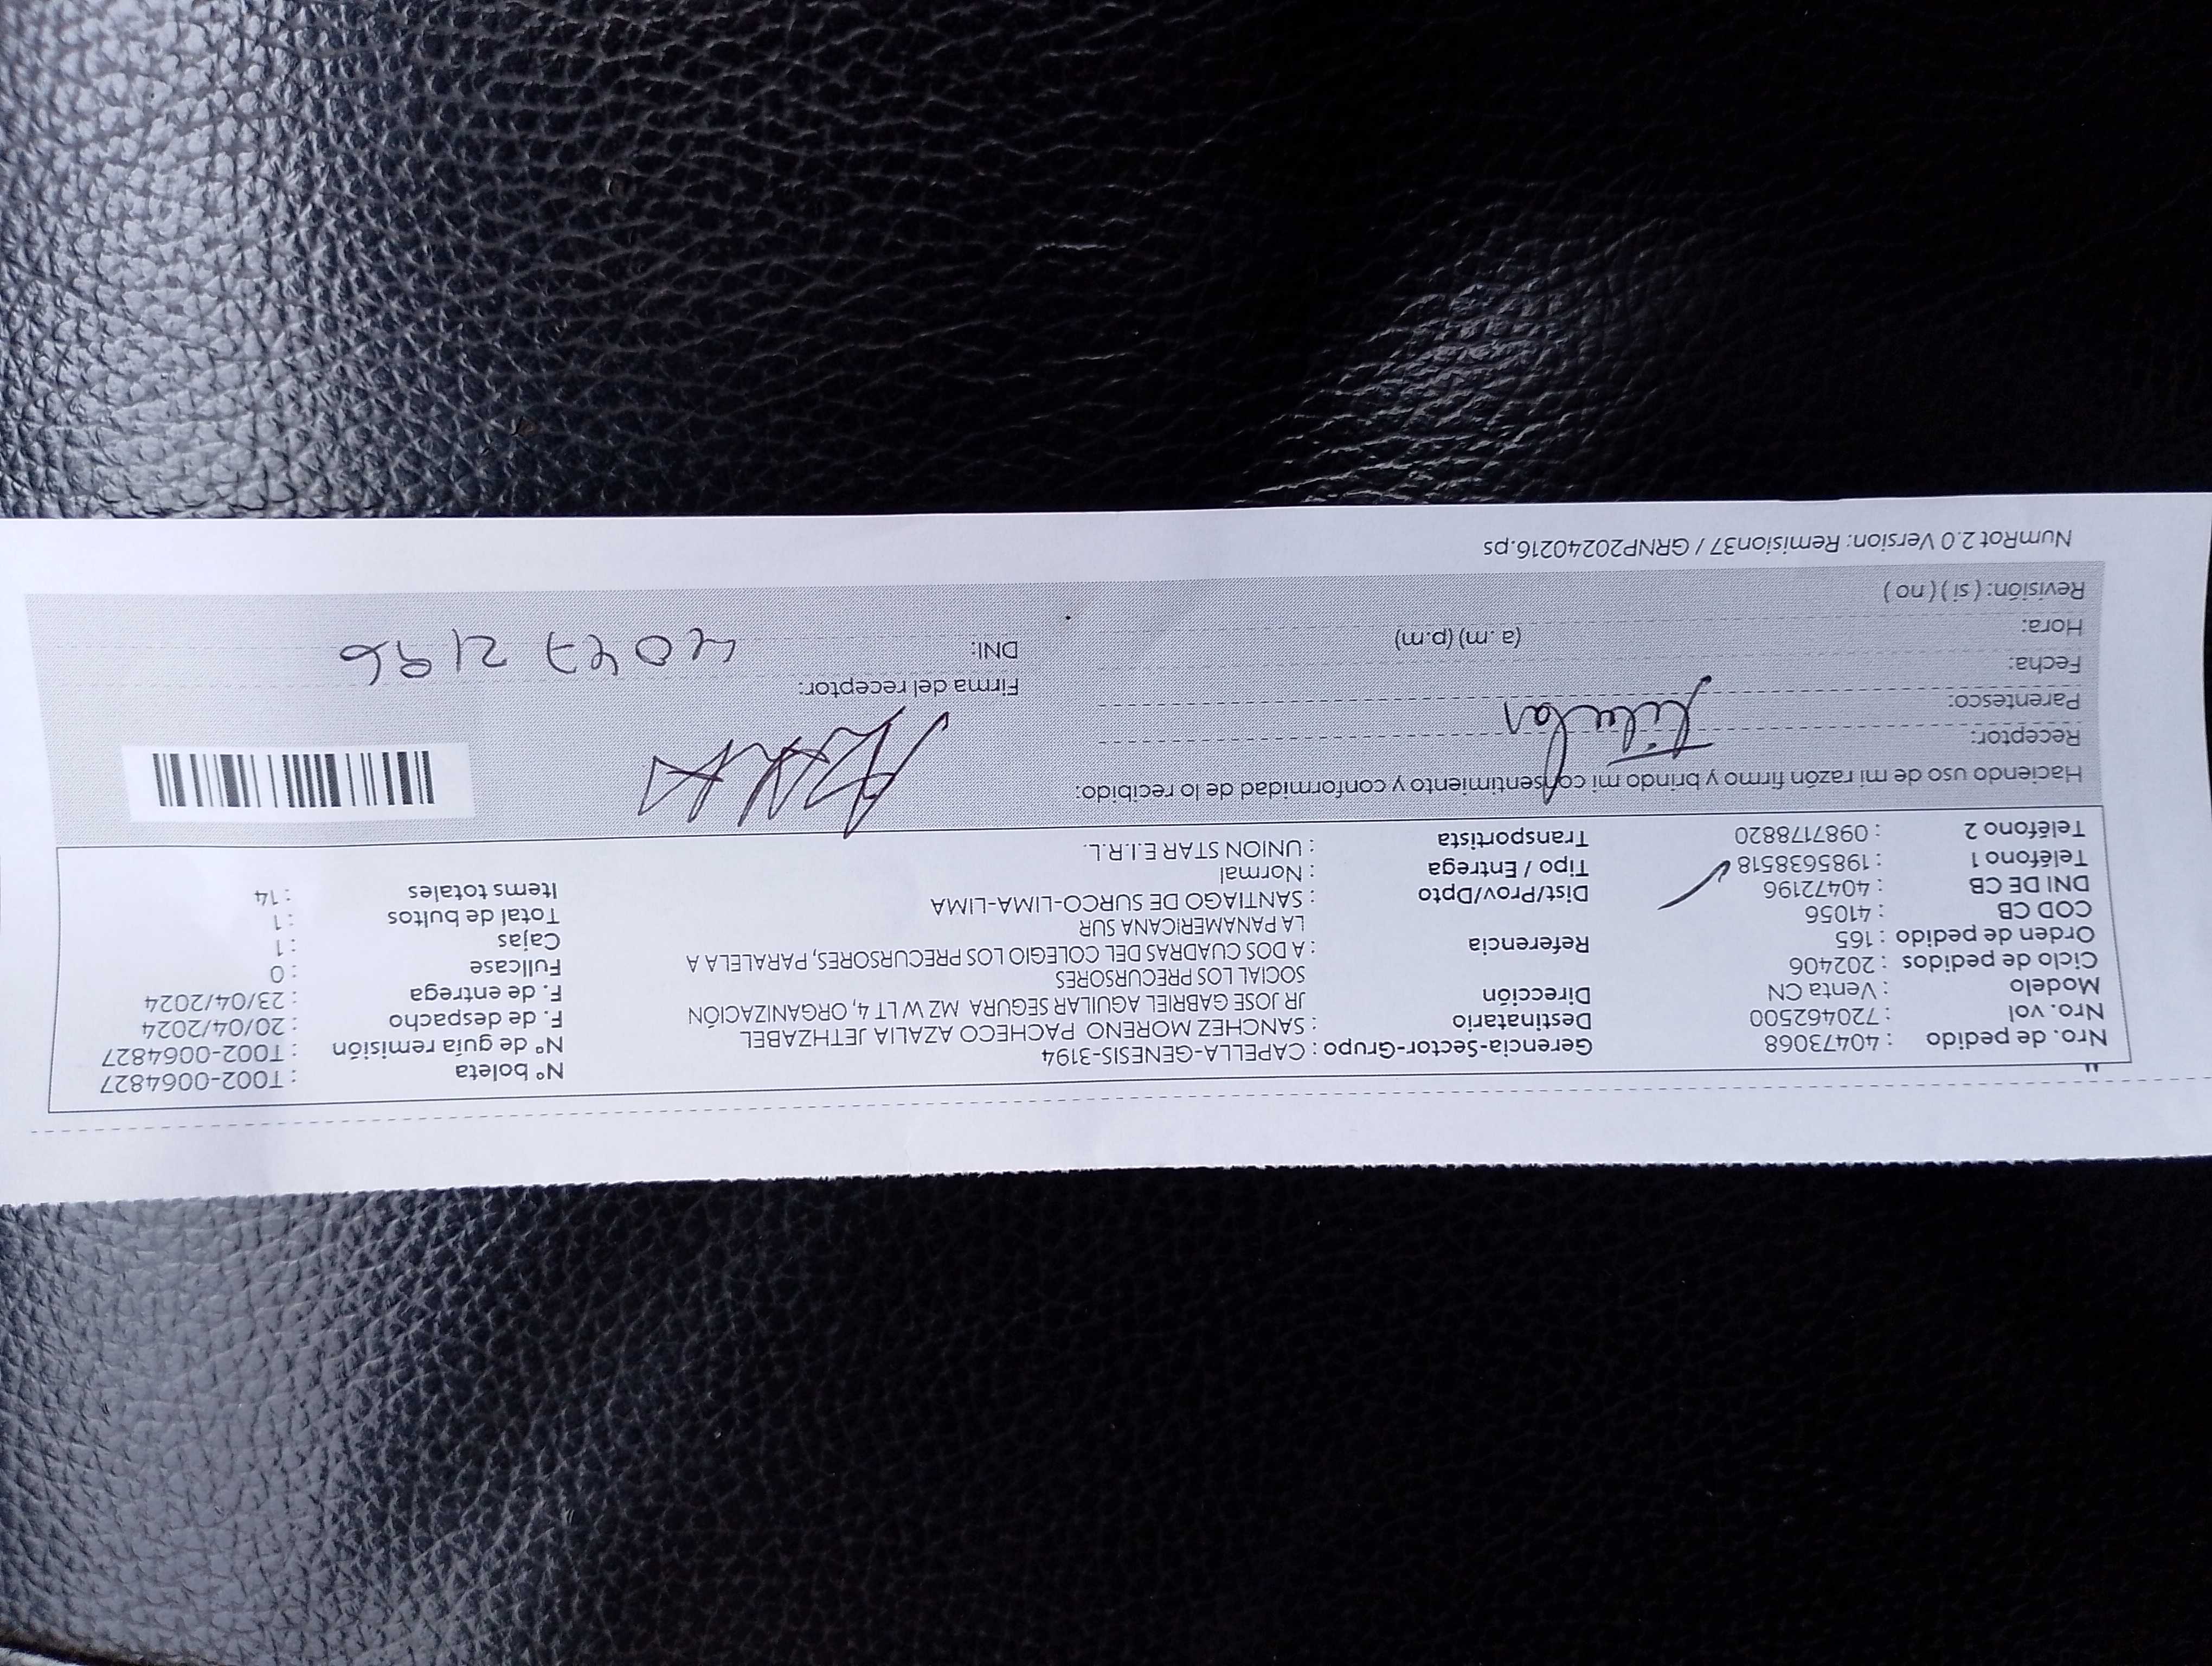 Nro. de pedido : 40473068
Nro. vol : 720462500
Modelo : Venta CN
Ciclo de pedidos : 202406
Orden de pedido : 165
COD CB : 41056
DNI DE CB : 40472196
Teléfono 1 : 1985638518
Teléfono 2 : 0987178820
Gerencia-Sector-Grupo : CAPELLA-GENESIS-3194
Destinatario : SANCHEZ MORENO PACHECO AZALIA JETHZABEL
Dirección JR JOSE GABRIEL AGUILAR SEGURA MZ W LT 4, ORGANIZACIÓN
SOCIAL LOS PRECURSORES
Referencia : A DOS CUADRAS DEL COLEGIO LOS PRECURSORES, PARALELA A
LA PANAMERICANA SUR
Dist/Prov/Dpto : SANTIAGO DE SURCO-LIMA-LIMA
Tipo / Entrega : Normal
Transportista : UNION STAR E.I.R.L.
N° boleta : T002-0064827
N° de guía remisión : T002-0064827
F. de despacho : 20/04/2024
F. de entrega : 23/04/2024
Fullcase : 0
Cajas : 1
Total de bultos : 1
Items totales : 14
Haciendo uso de mi razón firmo y brindo mi consentimiento y conformidad de lo recibido:
Receptor:
Titular
Parentesco:
Fecha:
Hora: (a .m) (p.m)
Revisión: ( si ) ( no )
Firma del receptor:
DNI: 40472196
NumRot 2.0 Version: Remision37 / GRNP20240216.ps